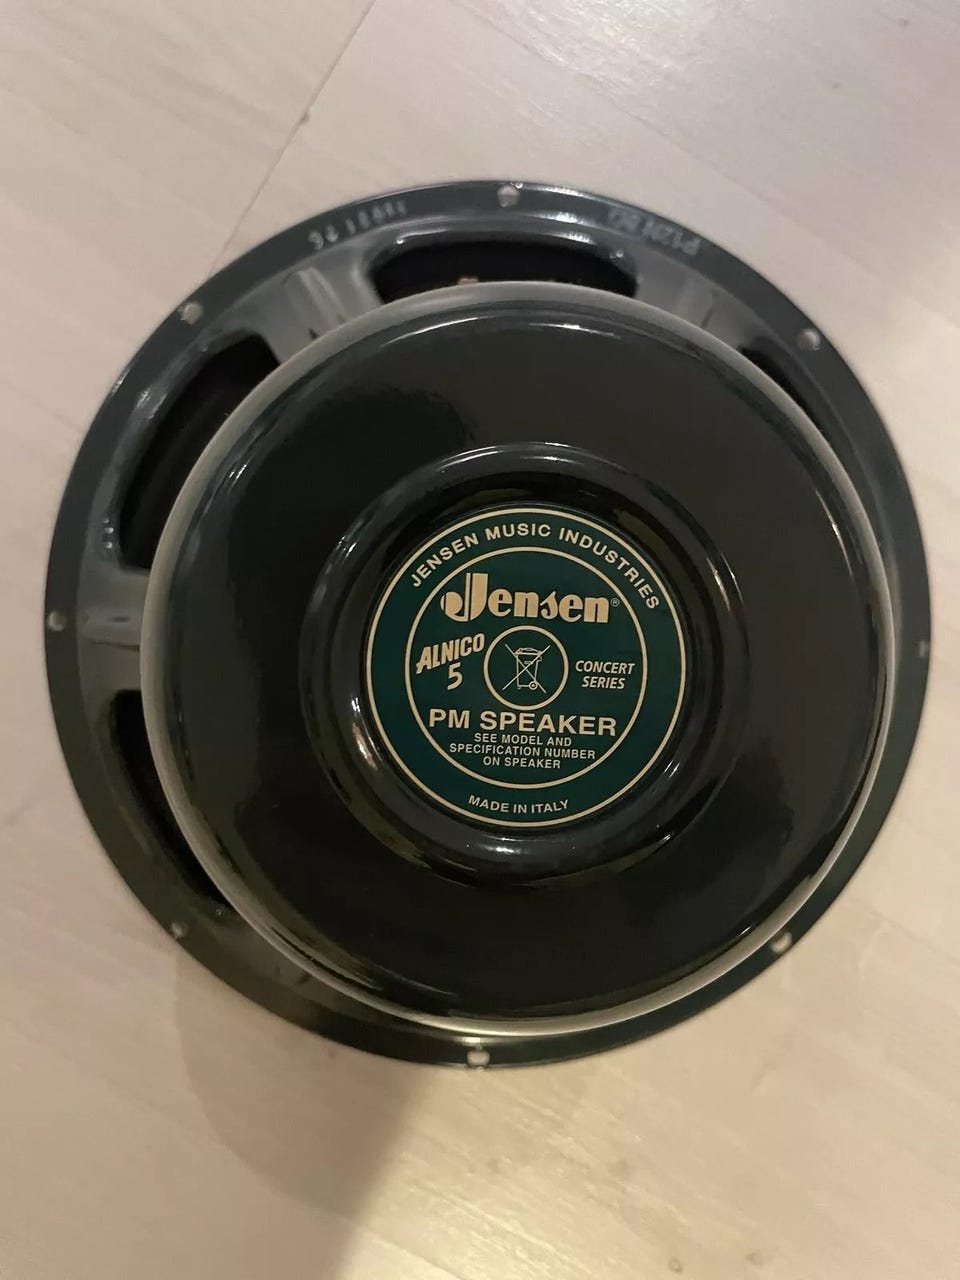 JENSEN MUSIC INDUSTRIES
Jensen®
ALNICO
5
CONCERT
SERIES
PM SPEAKER
SEE MODEL AND
SPECIFICATION NUMBER
ON SPEAKER
MADE IN ITALY